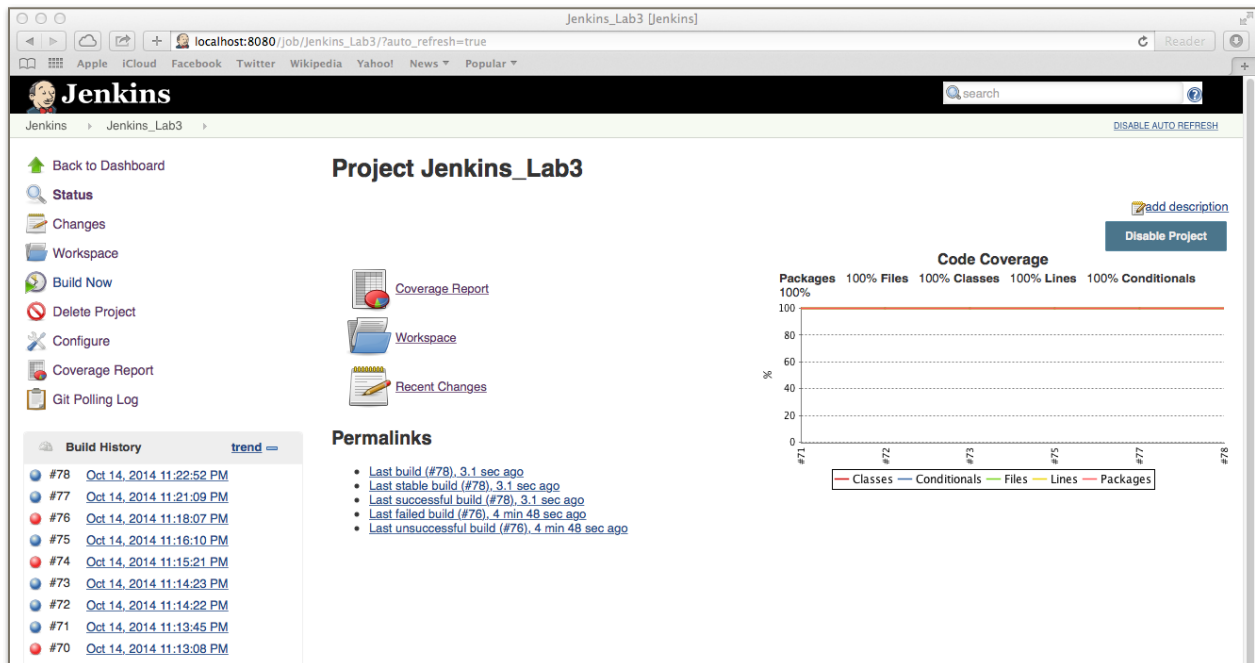 Jenkins_Lab3 [Jenkins]
localhost:8080/job/Jenkins_Lab3/?auto_refresh=true
Reader
Apple iCloud Facebook Twitter Wikipedia Yahoo! News Popular
Jenkins
search
Jenkins Jenkins_Lab3
DISABLE AUTO REFRESH
Back to Dashboard
Status
Changes
Workspace
Build Now
Delete Project
Configure
Coverage Report
Git Polling Log
Build History trend
#78 Oct 14, 2014 11:22:52 PM
#77 Oct 14, 2014 11:21:09 PM
#76 Oct 14, 2014 11:18:07 PM
#75 Oct 14, 2014 11:16:10 PM
#74 Oct 14, 2014 11:15:21 PM
#73 Oct 14, 2014 11:14:23 PM
#72 Oct 14, 2014 11:14:22 PM
#71 Oct 14, 2014 11:13:45 PM
#70 Oct 14, 2014 11:13:08 PM
Project Jenkins_Lab3
add description
Disable Project
Coverage Report
Workspace
Recent Changes
Permalinks
Last build (#78), 3.1 sec ago
Last stable build (#78), 3.1 sec ago
Last successful build (#78), 3.1 sec ago
Last failed build (#76), 4 min 48 sec ago
Last unsuccessful build (#76), 4 min 48 sec ago
Code Coverage
Packages 100% Files 100% Classes 100% Lines 100% Conditionals
100%
100
80
60
40
20
0
%
#71 #72 #73 #75 #77 #78
Classes Conditionals Files Lines Packages